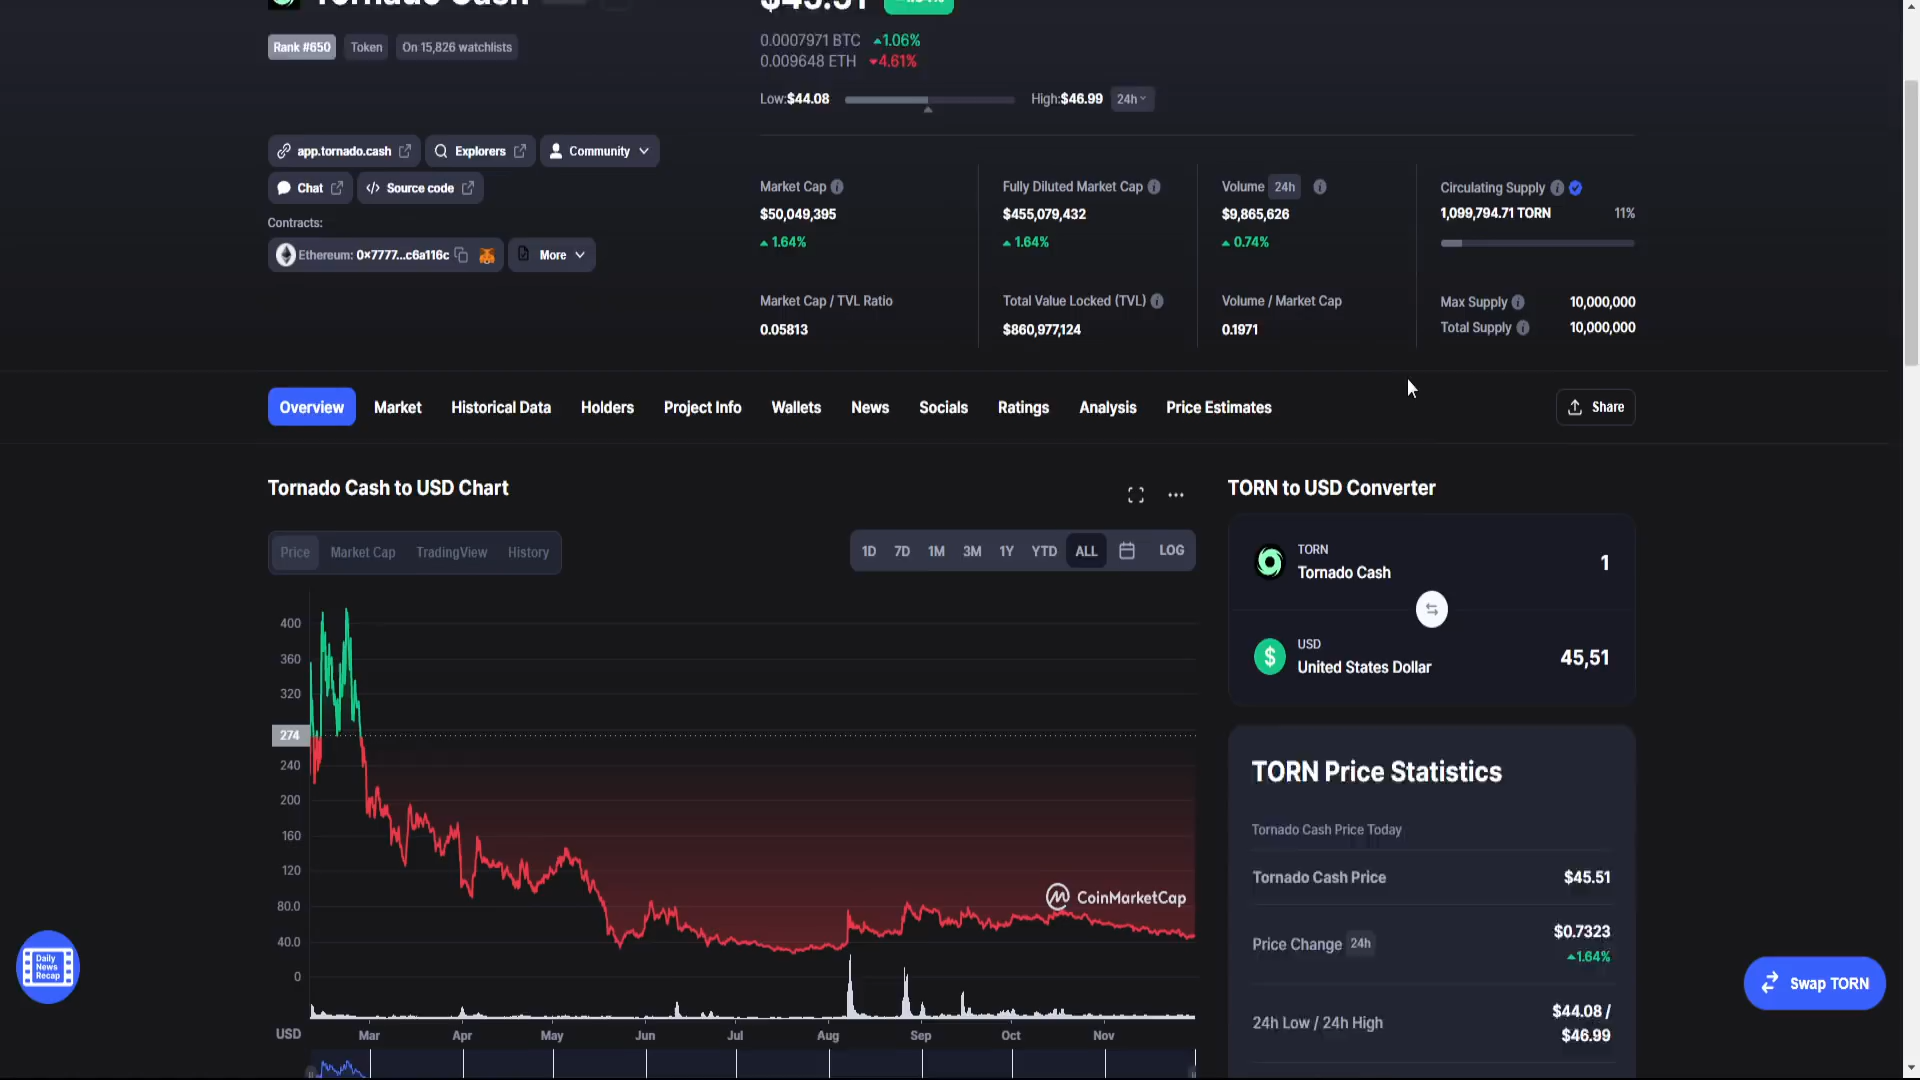 Tornado Cash
$45.51
Rank #650 Token On 15,826 watchlists
0.0007971 BTC 1.06%
0.009648 ETH 4.61%
Low:$44.08 High:$46.99 24h
app.tornado.cash Explorers Community
Chat Source code
Contracts:
Ethereum: 0x7777...c6a116c More
Market Cap
$50,049,395
1.64%
Fully Diluted Market Cap
$455,079,432
1.64%
Volume 24h
$9,865,626
0.74%
Circulating Supply
1,099,794.71 TORN 11%
Market Cap / TVL Ratio
0.05813
Total Value Locked (TVL)
$860,977,124
Volume / Market Cap
0.1971
Max Supply 10,000,000
Total Supply 10,000,000
Overview Market Historical Data Holders Project Info Wallets News Socials Ratings Analysis Price Estimates Share
Tornado Cash to USD Chart
Price Market Cap TradingView History
1D 7D 1M 3M 1Y YTD ALL LOG
400
360
320
274
240
200
160
120
80.0
40.0
0
CoinMarketCap
USD Mar Apr May Jun Jul Aug Sep Oct Nov
TORN to USD Converter
TORN
Tornado Cash 1
USD
United States Dollar 45,51
$
TORN Price Statistics
Tornado Cash Price Today
Tornado Cash Price $45.51
Price Change 24h $0.7323
1.64%
24h Low / 24h High $44.08 /
$46.99
Daily
News
Recap
Swap TORN